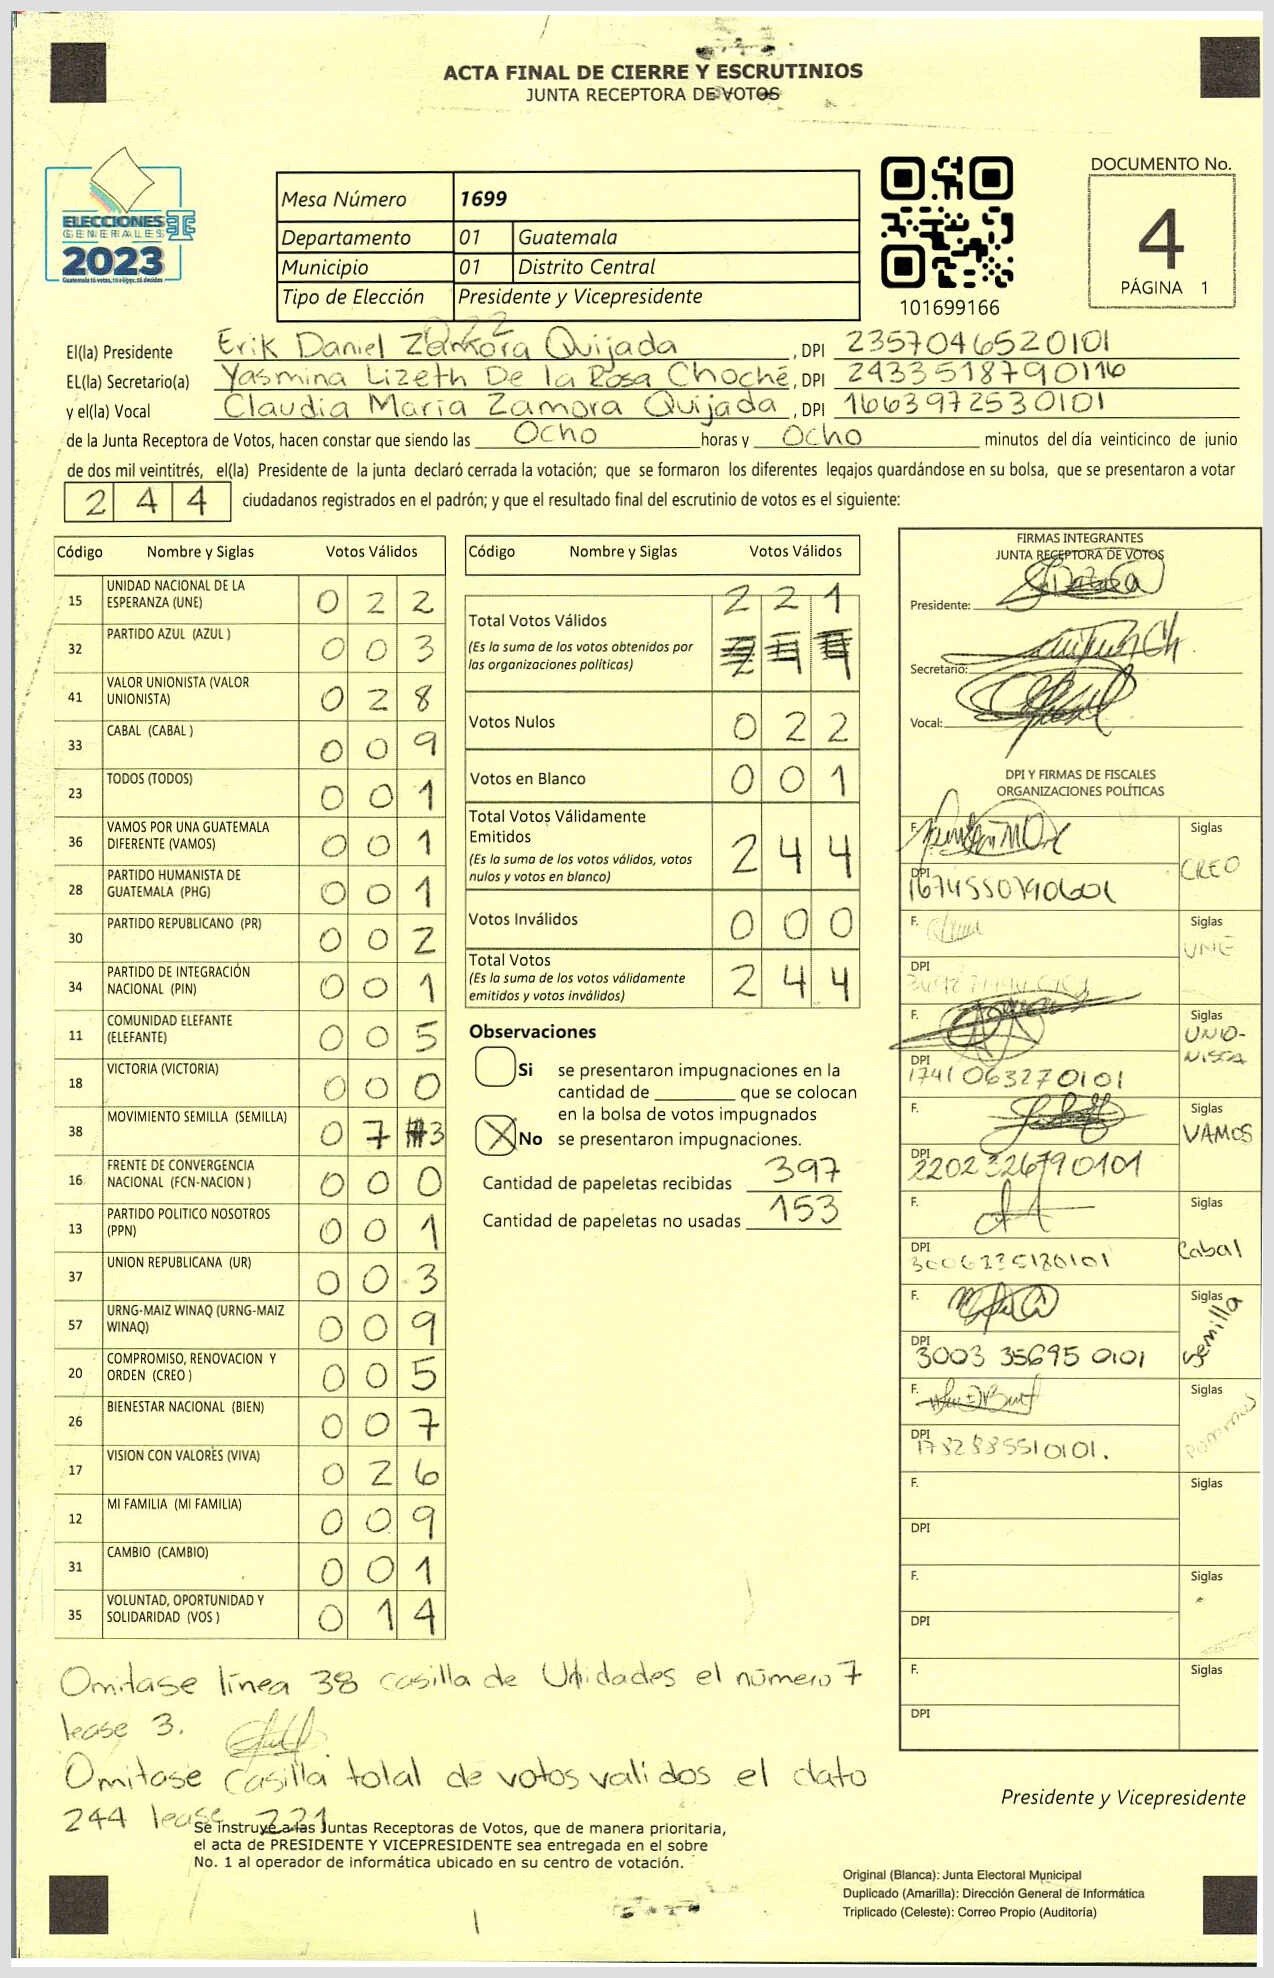 ACTA FINAL DE CIERRE Y ESCRUTINIOS
JUNTA RECEPTORA DE VOTOS
ELECCIONES
GENERALES
2023
Mesa Número 1699
Departamento 01 Guatemala
Municipio 01 Distrito Central
Tipo de Elección Presidente y Vicepresidente
101699166
DOCUMENTO No.
4
PÁGINA 1
El(la) Presidente Erik Daniel Zamora Quijada, DPI 2357046520101
EL(la) Secretario(a) Yasmina Lizeth De la Rosa Choché, DPI 2433518790116
y el(la) Vocal Claudia María Zamora Quijada, DPI 1663972530101
de la Junta Receptora de Votos, hacen constar que siendo las Ocho horas y Ocho minutos del día veinticinco de junio
de dos mil veintitrés, el(la) Presidente de la junta declaró cerrada la votación; que se formaron los diferentes legajos guardándose en su bolsa, que se presentaron a votar
244 ciudadanos registrados en el padrón; y que el resultado final del escrutinio de votos es el siguiente:
Código Nombre y Siglas Votos Válidos
15 UNIDAD NACIONAL DE LA ESPERANZA (UNE) 0 2 2
32 PARTIDO AZUL (AZUL ) 0 0 3
41 VALOR UNIONISTA (VALOR UNIONISTA) 0 2 8
33 CABAL (CABAL ) 0 0 9
23 TODOS (TODOS) 0 0 1
36 VAMOS POR UNA GUATEMALA DIFERENTE (VAMOS) 0 0 1
28 PARTIDO HUMANISTA DE GUATEMALA (PHG) 0 0 1
30 PARTIDO REPUBLICANO (PR) 0 0 2
34 PARTIDO DE INTEGRACIÓN NACIONAL (PIN) 0 0 1
11 COMUNIDAD ELEFANTE (ELEFANTE) 0 0 5
18 VICTORIA (VICTORIA) 0 0 0
38 MOVIMIENTO SEMILLA (SEMILLA) 0 7 3
16 FRENTE DE CONVERGENCIA NACIONAL (FCN-NACION ) 0 0 0
13 PARTIDO POLITICO NOSOTROS (PPN) 0 0 1
37 UNION REPUBLICANA (UR) 0 0 3
57 URNG-MAIZ WINAQ (URNG-MAIZ WINAQ) 0 0 9
20 COMPROMISO, RENOVACION Y ORDEN (CREO ) 0 0 5
26 BIENESTAR NACIONAL (BIEN) 0 0 7
17 VISION CON VALORES (VIVA) 0 2 6
12 MI FAMILIA (MI FAMILIA) 0 0 9
31 CAMBIO (CAMBIO) 0 0 1
35 VOLUNTAD, OPORTUNIDAD Y SOLIDARIDAD (VOS ) 0 1 4
Código Nombre y Siglas Votos Válidos
Total Votos Válidos 2 2 1
(Es la suma de los votos obtenidos por
las organizaciones políticas) 2 4 4
Votos Nulos 0 2 2
Votos en Blanco 0 0 1
Total Votos Válidamente
Emitidos 2 4 4
(Es la suma de los votos válidos, votos
nulos y votos en blanco)
Votos Inválidos 0 0 0
Total Votos 2 4 4
(Es la suma de los votos válidamente
emitidos y votos inválidos)
Observaciones
Si se presentaron impugnaciones en la
cantidad de ________ que se colocan
en la bolsa de votos impugnados
No se presentaron impugnaciones.
Cantidad de papeletas recibidas 397
Cantidad de papeletas no usadas 153
FIRMAS INTEGRANTES
JUNTA RECEPTORA DE VOTOS
Presidente:
Secretario:
Vocal:
DPI Y FIRMAS DE FISCALES
ORGANIZACIONES POLÍTICAS
F. Siglas CREO
DPI
F. Siglas UNE
DPI
F. Siglas UNIO-
NISTA
DPI 1741063270101
F. Siglas VAMOS
DPI 2202326790101
F. Siglas Cabal
DPI
F. Siglas Semilla
DPI 3003 35695 0101
F. Siglas
DPI 1782885510101.
F. Siglas
DPI
F. Siglas
DPI
F. Siglas
DPI
Omitase línea 38 casilla de Unidades el número 7
lease 3.
Omitase casilla total de votos validos el dato
244 lease 221
Se instruye a las Juntas Receptoras de Votos, que de manera prioritaria,
el acta de PRESIDENTE Y VICEPRESIDENTE sea entregada en el sobre
No. 1 al operador de informática ubicado en su centro de votación.
Presidente y Vicepresidente
Original (Blanca): Junta Electoral Municipal
Duplicado (Amarilla): Dirección General de Informática
Triplicado (Celeste): Correo Propio (Auditoría)